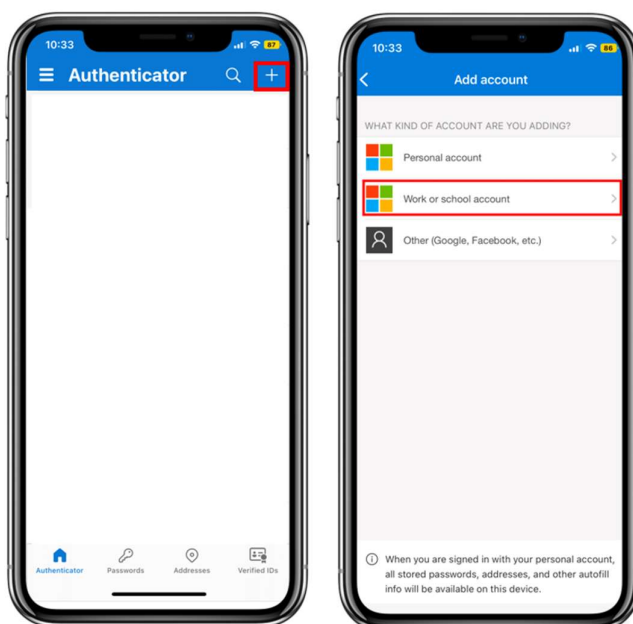 10:33
87
Authenticator
Authenticator
Passwords
Addresses
Verified IDs
10:33
86
Add account
WHAT KIND OF ACCOUNT ARE YOU ADDING?
Personal account
Work or school account
Other (Google, Facebook, etc.)
When you are signed in with your personal account,
all stored passwords, addresses, and other autofill
info will be available on this device.